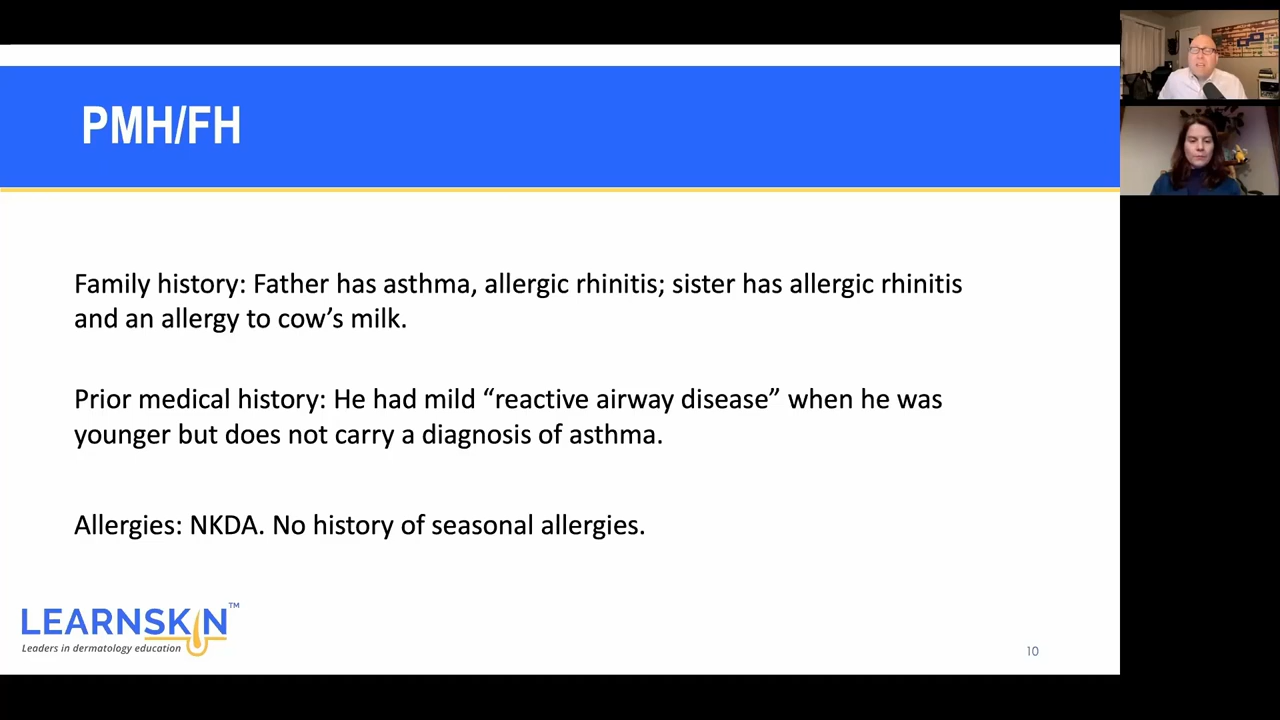 PMH/FH
Family history: Father has asthma, allergic rhinitis; sister has allergic rhinitis
and an allergy to cow’s milk.
Prior medical history: He had mild “reactive airway disease” when he was
younger but does not carry a diagnosis of asthma.
Allergies: NKDA. No history of seasonal allergies.
LEARNSKIN™
Leaders in dermatology education
10